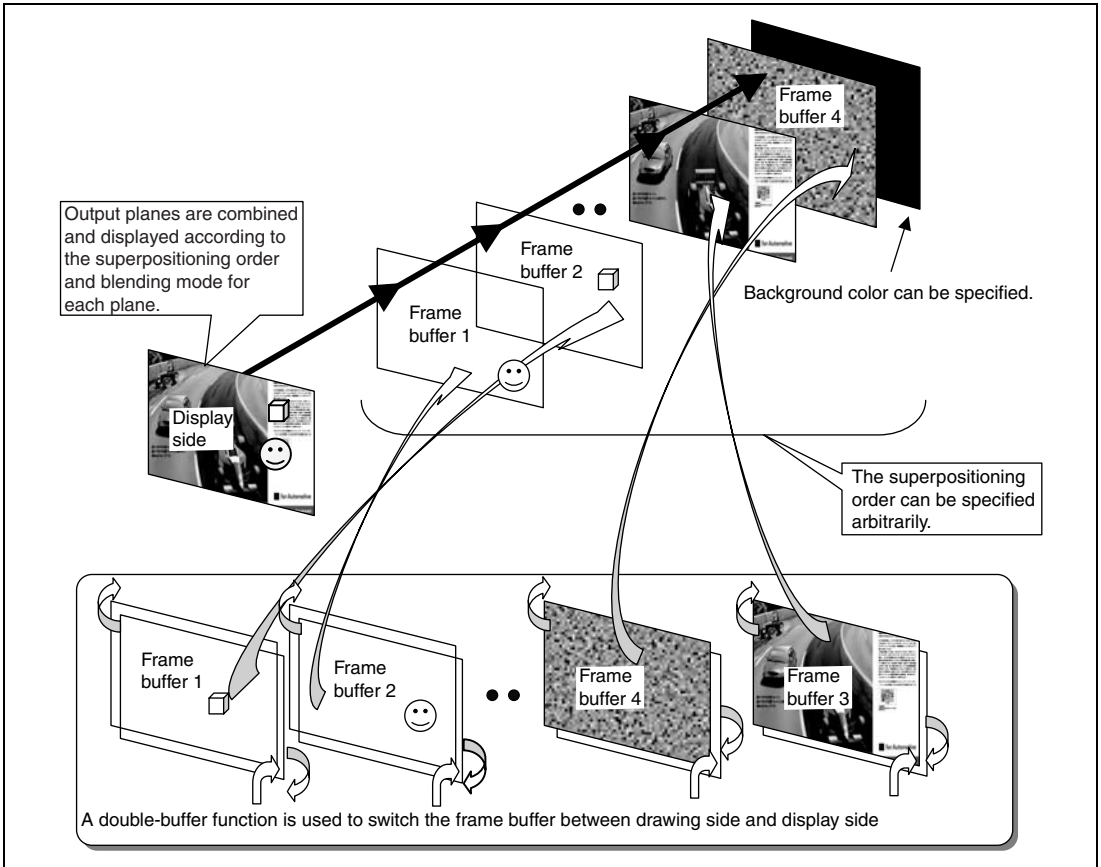 Frame
buffer 4
Output planes are combined
and displayed according to
the superpositioning order
and blending mode for
each plane.
Frame
buffer 2
Background color can be specified.
Frame
buffer 1
Display
side
The superpositioning
order can be specified
arbitrarily.
Frame
buffer 1
Frame
buffer 2
Frame
buffer 4
Frame
buffer 3
A double-buffer function is used to switch the frame buffer between drawing side and display side